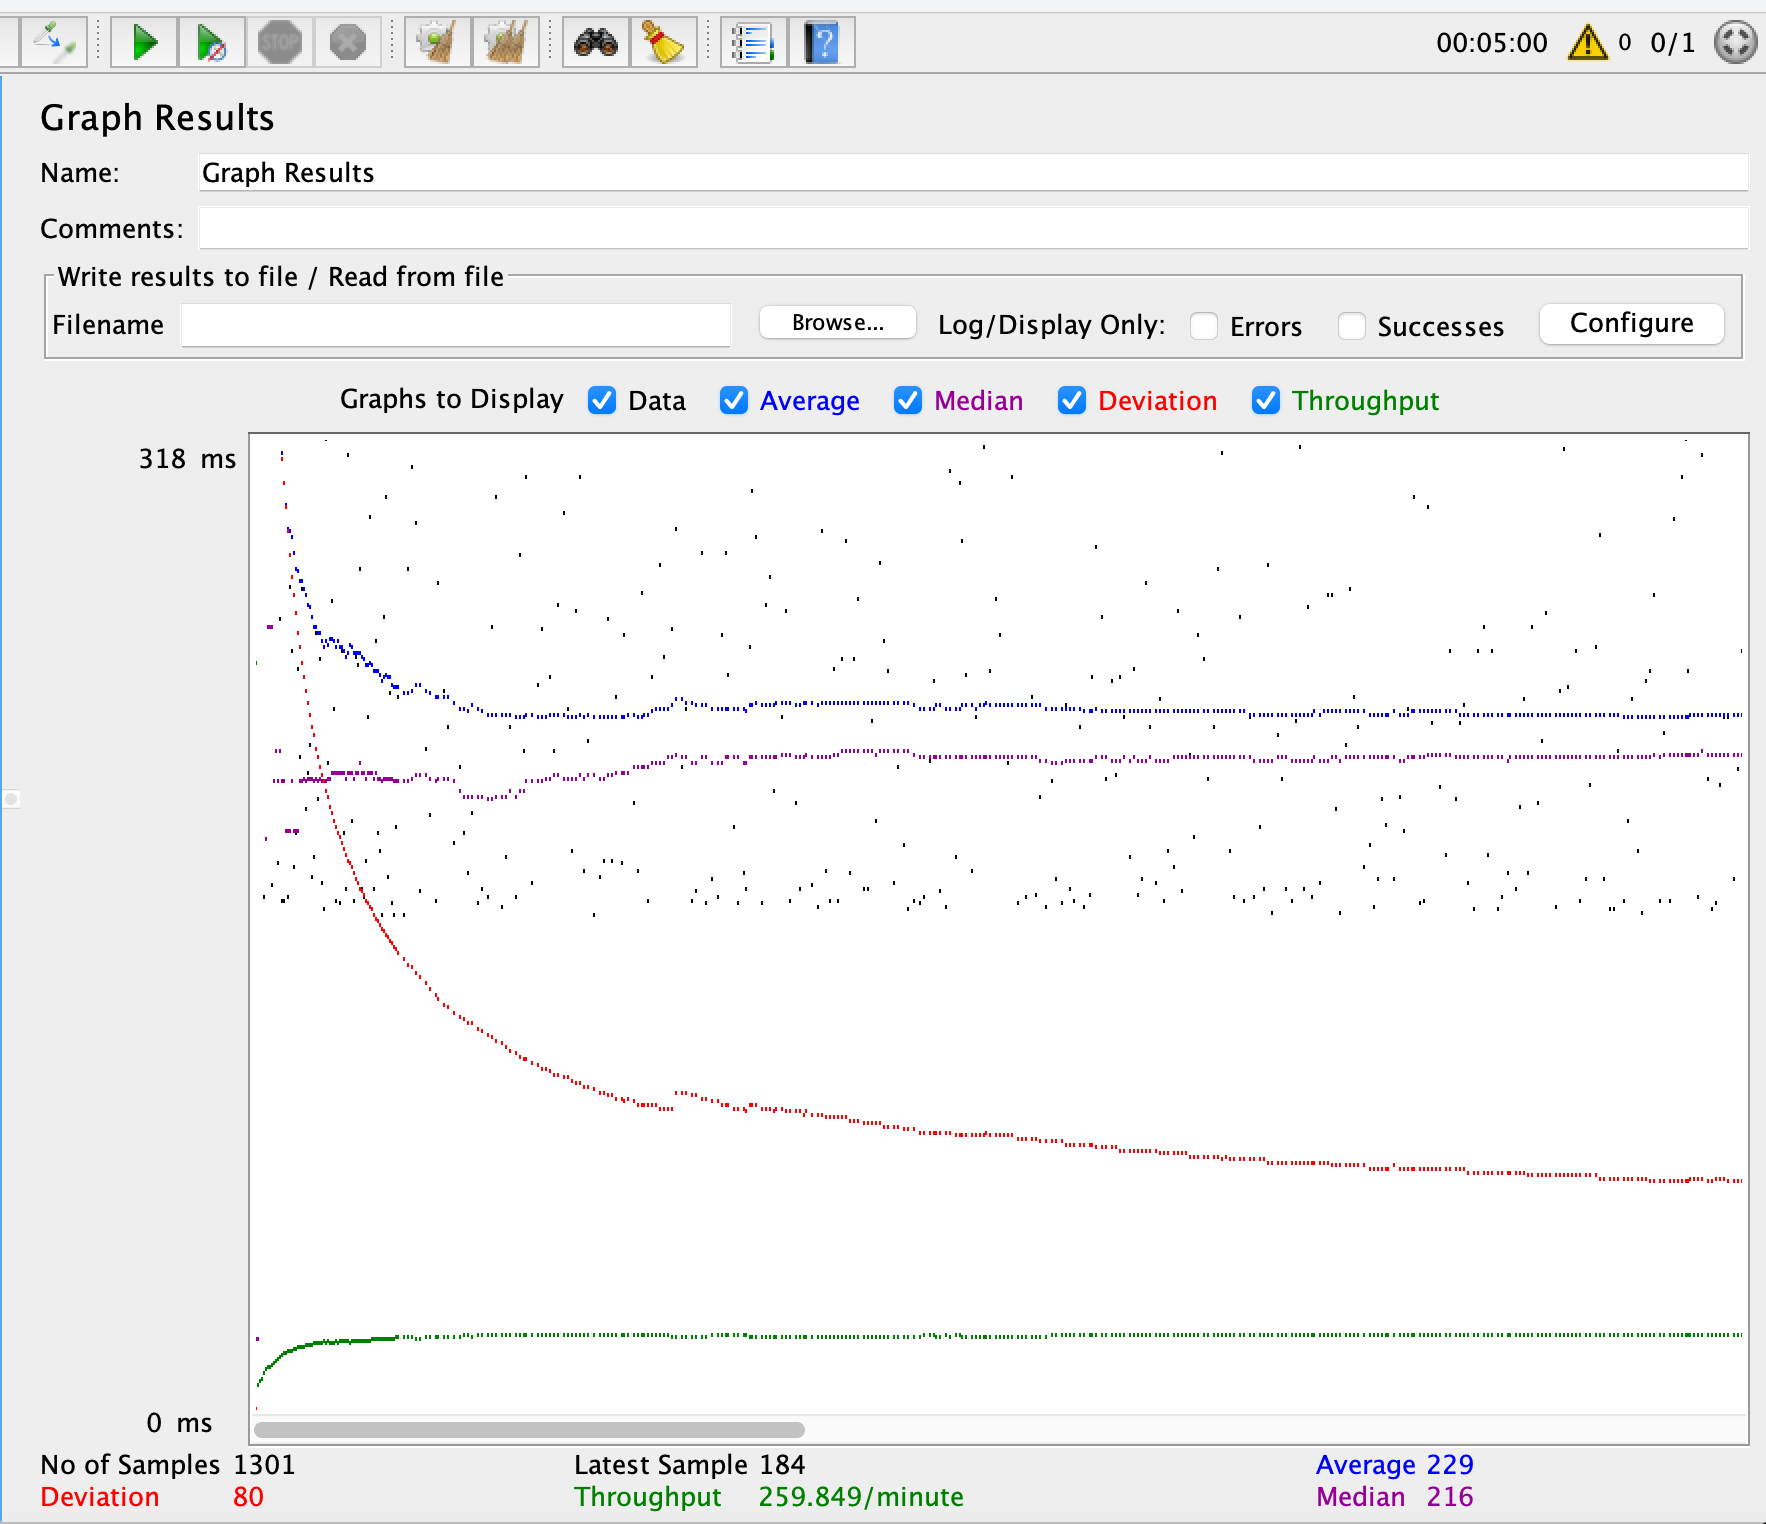 STOP 00:05:00 0 0/1
Graph Results
Name: Graph Results
Comments:
Write results to file / Read from file
Filename Browse... Log/Display Only: Errors Successes Configure
Graphs to Display Data Average Median Deviation Throughput
318 ms
0 ms
No of Samples 1301 Latest Sample 184 Average 229
Deviation 80 Throughput 259.849/minute Median 216